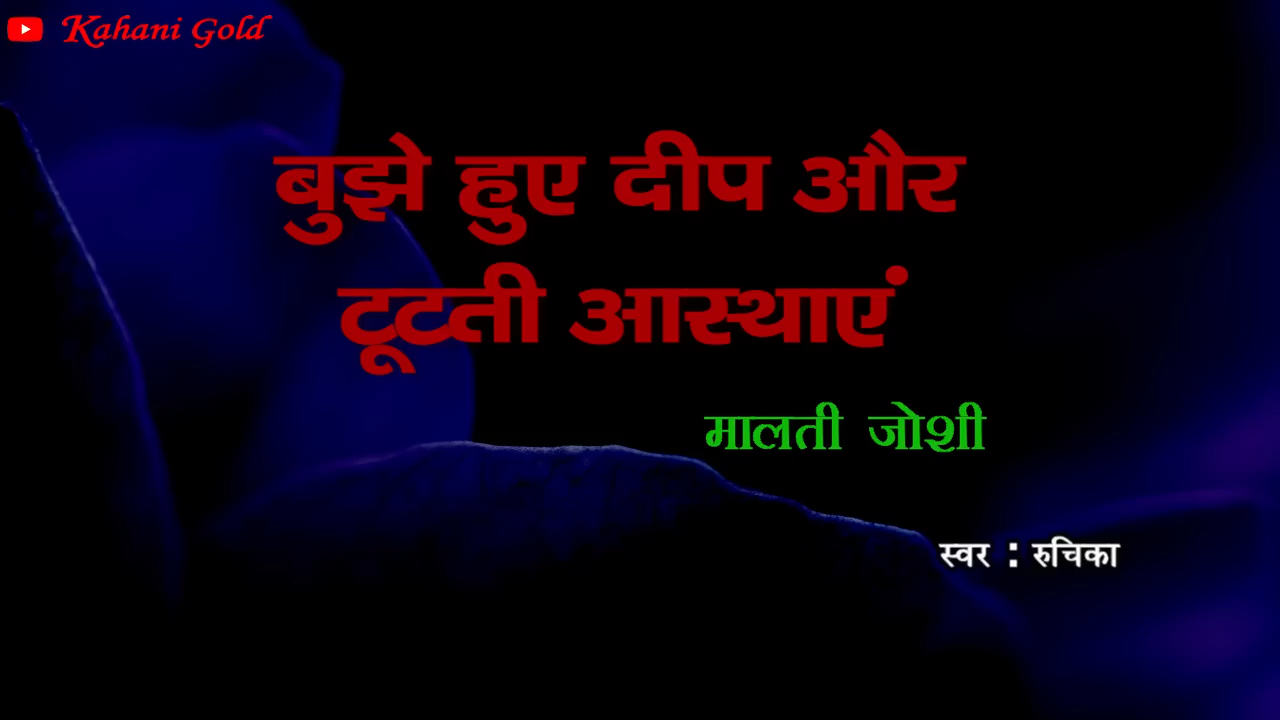 Kahani Gold
बुझे हुए दीप और
टूटती आस्थाएं
मालती जोशी
स्वर : रुचिका